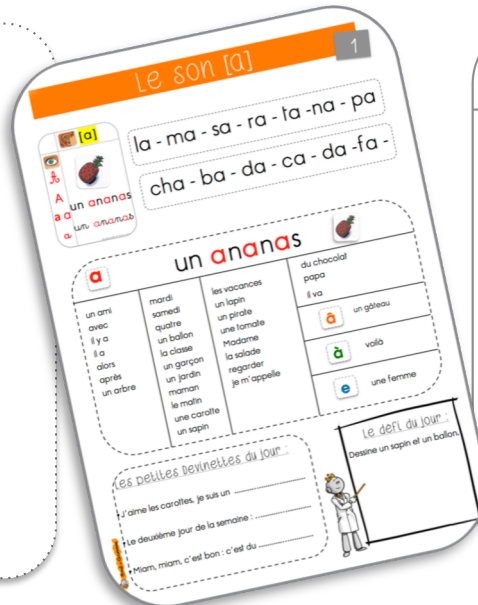 Le son [a]
1
[a]
A
A a
a
a
un ananas
un ananas
la - ma - sa - ra - ta -na - pa
cha - ba - da - ca - da -fa -
a
un ananas
un ami
avec
il y a
il a
alors
après
un arbre
mardi
samedi
quatre
un ballon
la classe
un garçon
un jardin
maman
le matin
une carotte
un sapin
les vacances
un lapin
un pirate
une tomate
Madame
la salade
regarder
je m'appelle
du chocolat
papa
il va
â un gâteau
à voilà
e une femme
Les petites devinettes du jour :
J'aime les carottes, je suis un
Le deuxième jour de la semaine :
Miam, miam, c'est bon : c'est du
Le défi du jour :
Dessine un sapin et un ballon.